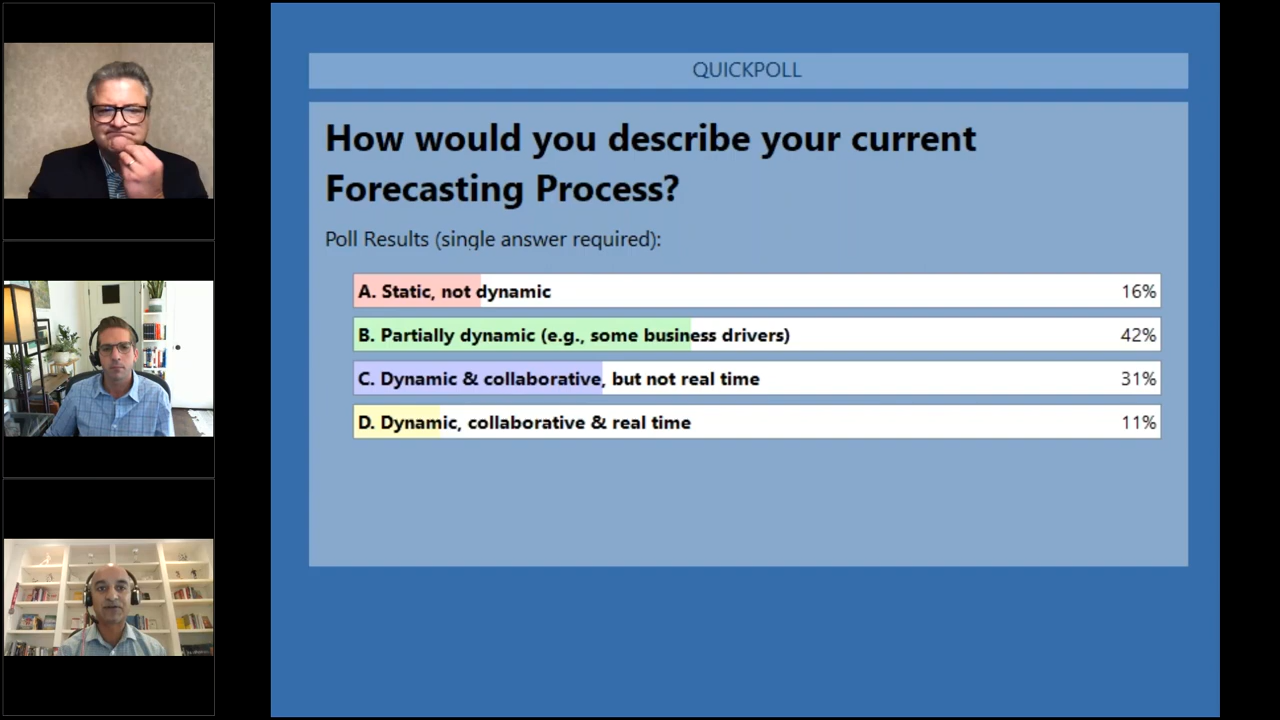 QUICKPOLL
How would you describe your current
Forecasting Process?
Poll Results (single answer required):
A. Static, not dynamic 16%
B. Partially dynamic (e.g., some business drivers) 42%
C. Dynamic & collaborative, but not real time 31%
D. Dynamic, collaborative & real time 11%